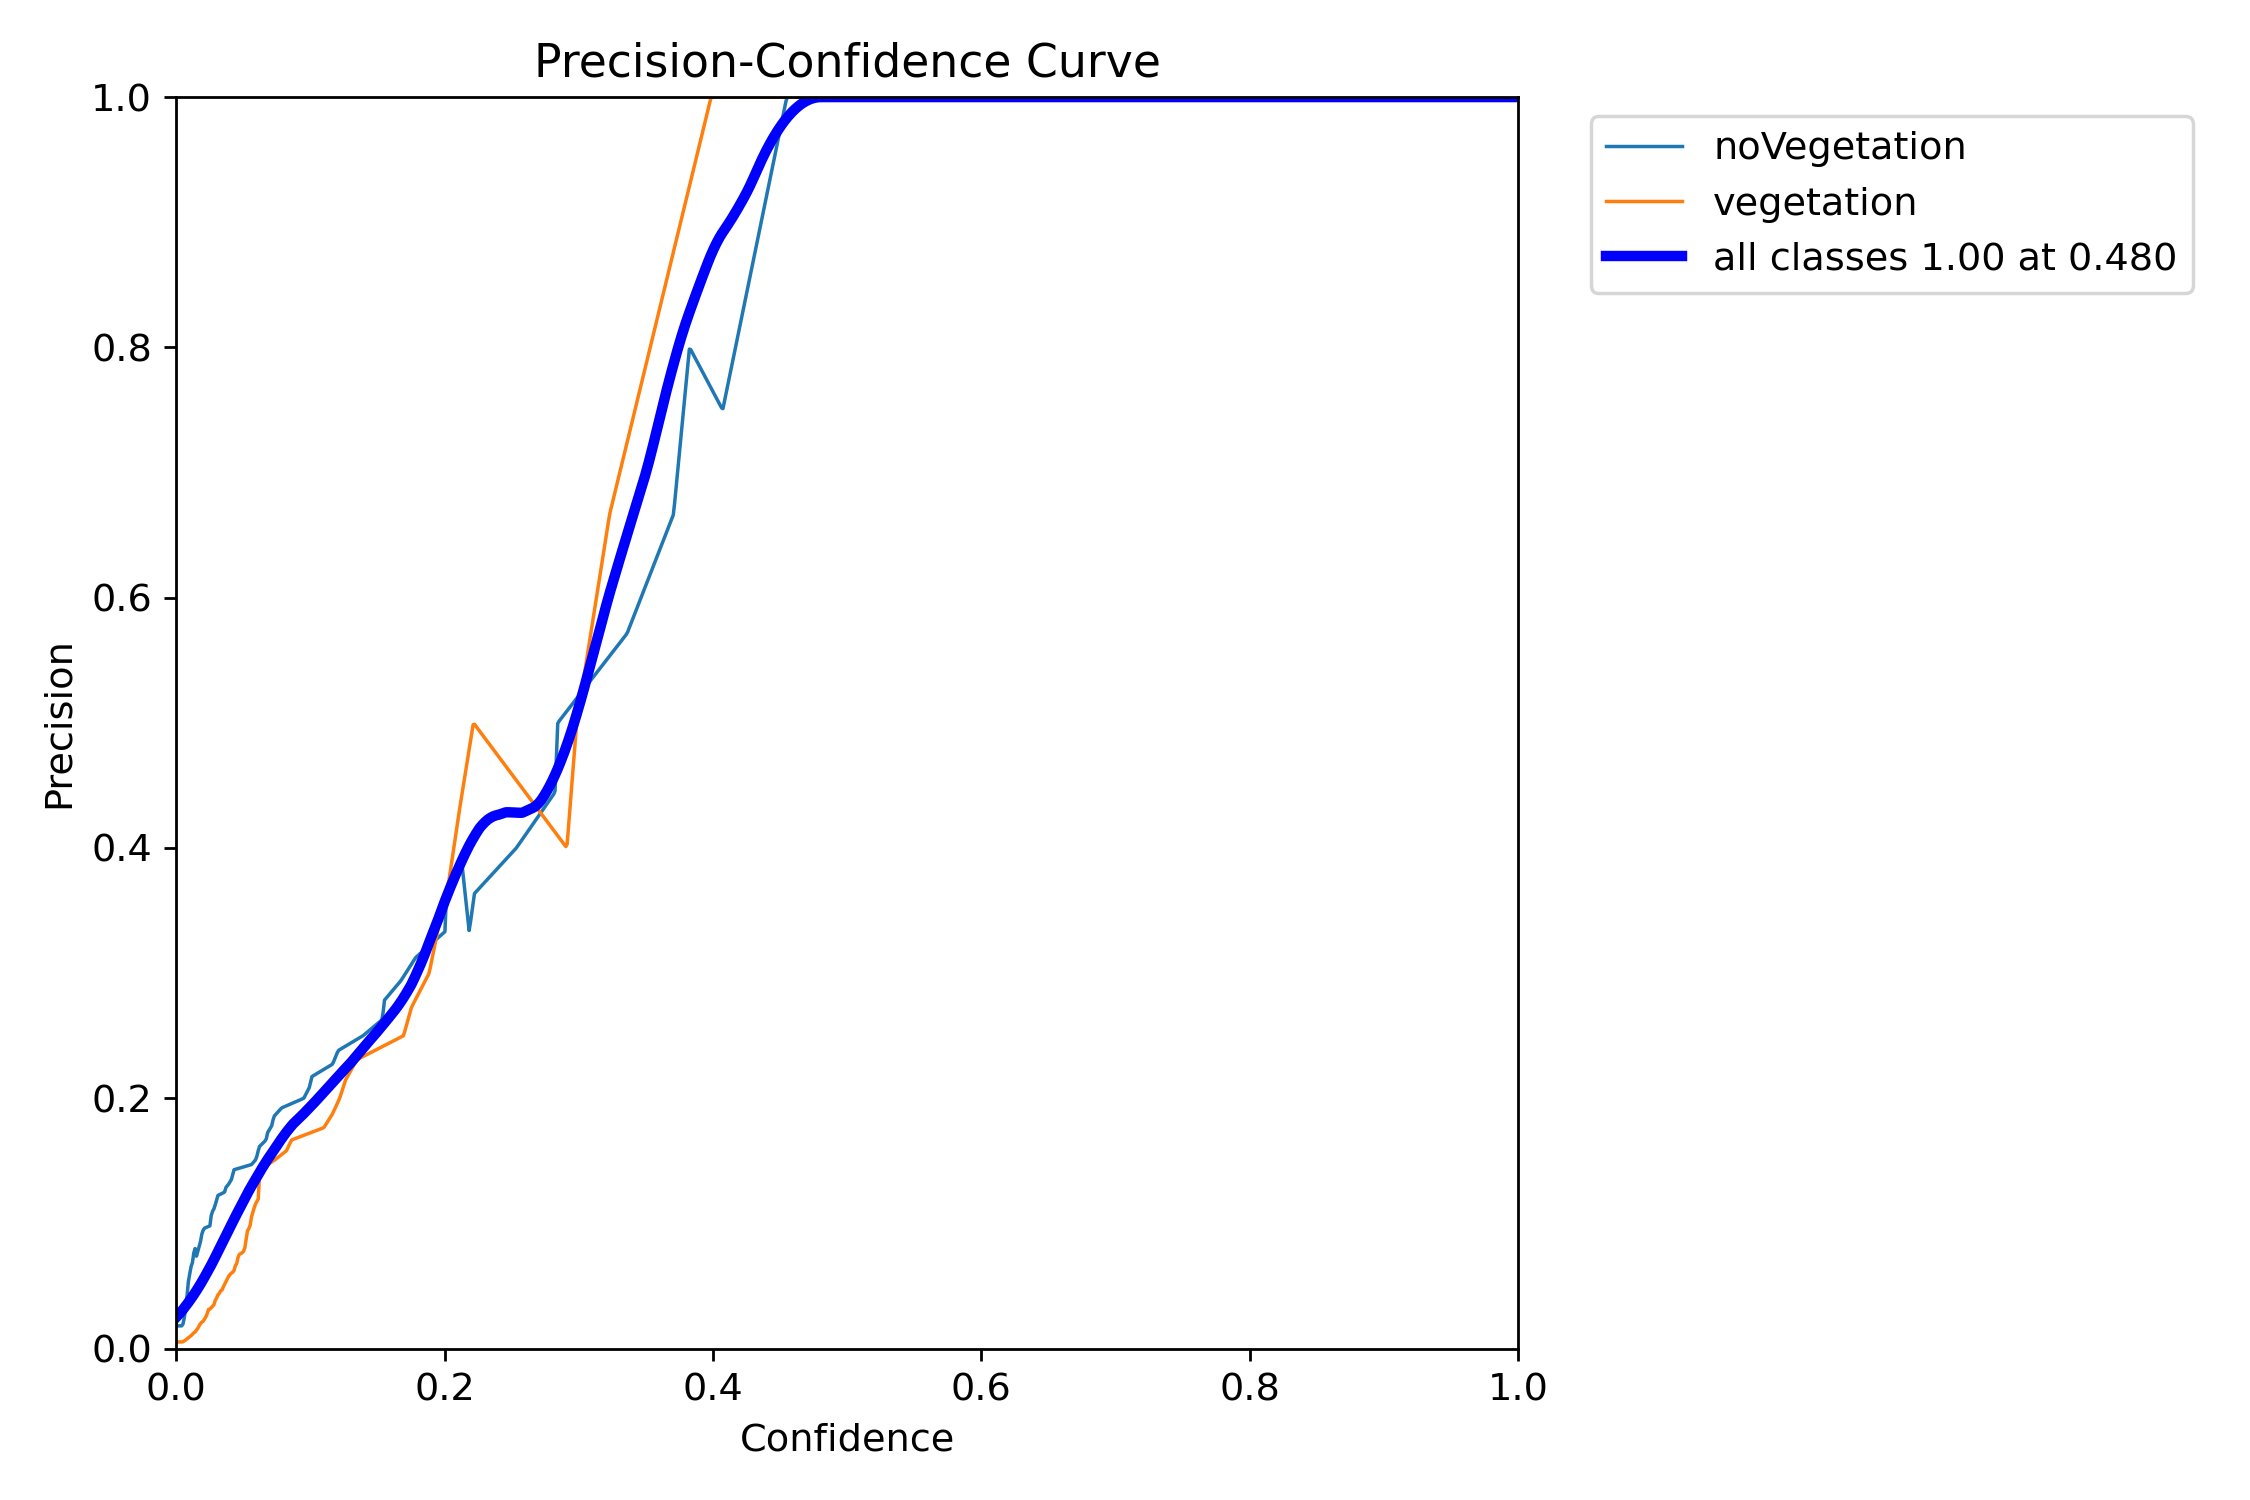 Precision-Confidence Curve
1.0
0.8
0.6
0.4
0.2
0.0
Precision
0.0 0.2 0.4 0.6 0.8 1.0
Confidence
noVegetation
vegetation
all classes 1.00 at 0.480